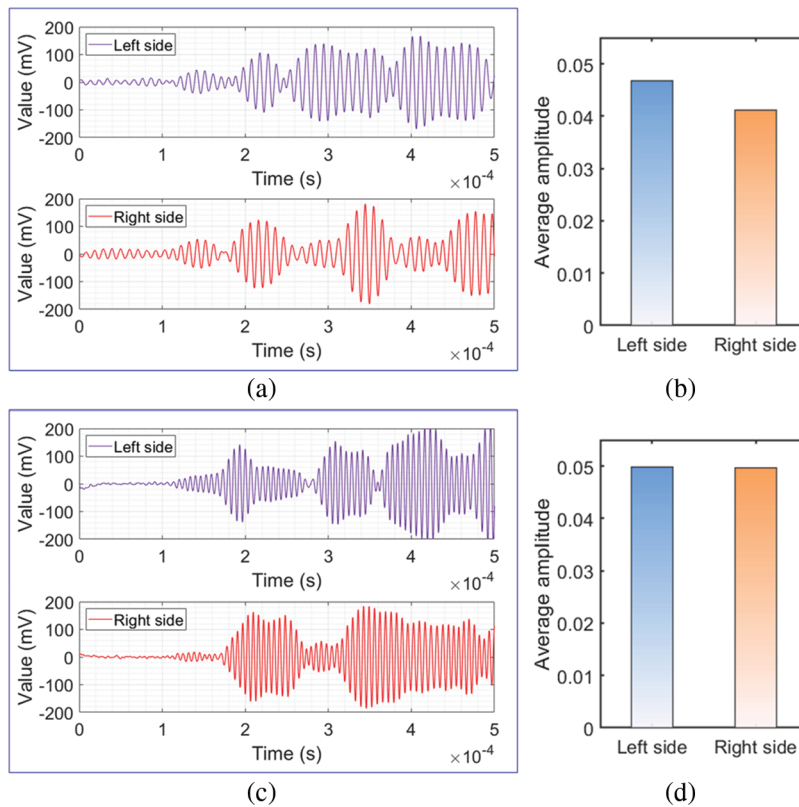 200
100
0
-100
-200
Value (mV)
Left side
0 1 2 3 4 5
Time (s)
×10⁻⁴
200
100
0
-100
-200
Value (mV)
Right side
0 1 2 3 4 5
Time (s)
×10⁻⁴
(a)
0.05
0.04
0.03
0.02
0.01
0
Average amplitude
Left side Right side
(b)
200
100
0
-100
-200
Value (mV)
Left side
0 1 2 3 4 5
Time (s)
×10⁻⁴
200
100
0
-100
-200
Value (mV)
Right side
0 1 2 3 4 5
Time (s)
×10⁻⁴
(c)
0.05
0.04
0.03
0.02
0.01
0
Average amplitude
Left side Right side
(d)